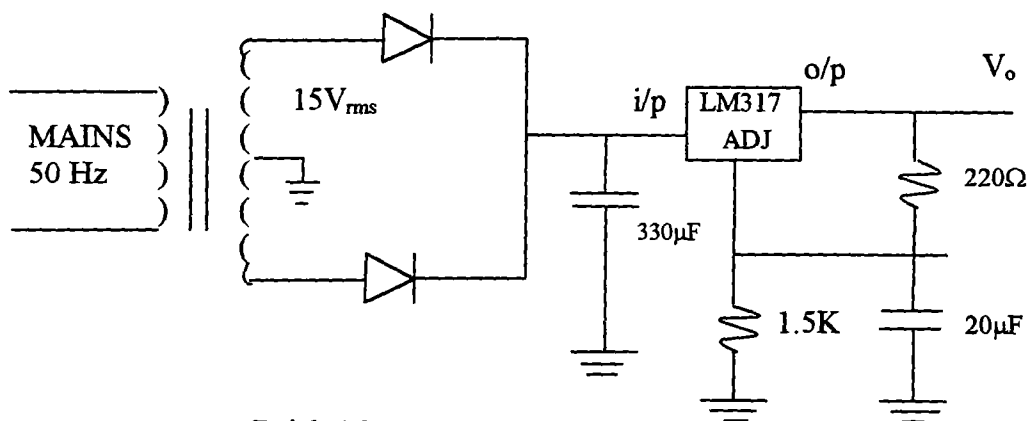 MAINS
50 Hz
15Vrms
i/p
LM317
ADJ
o/p
Vo
220Ω
330µF
1.5K
20µF